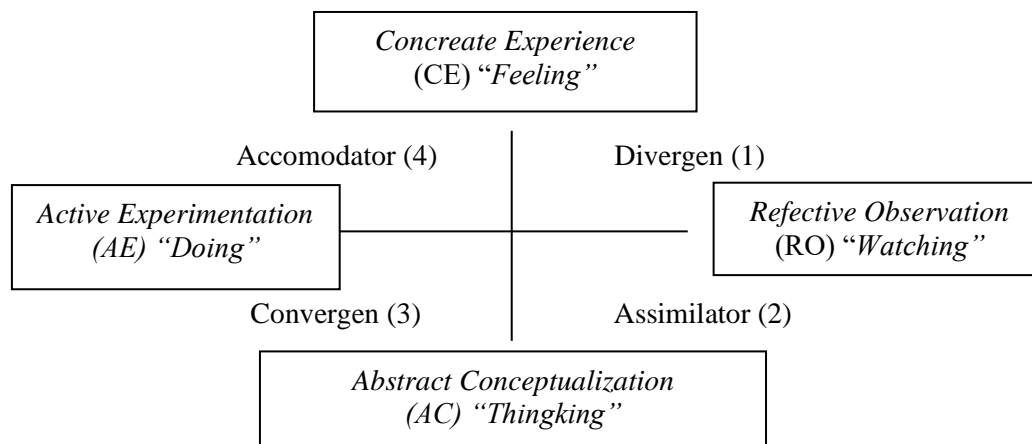 Concreate Experience
(CE) “Feeling”
Accomodator (4)
Divergen (1)
Active Experimentation
(AE) “Doing”
Refective Observation
(RO) “Watching”
Convergen (3)
Assimilator (2)
Abstract Conceptualization
(AC) “Thingking”